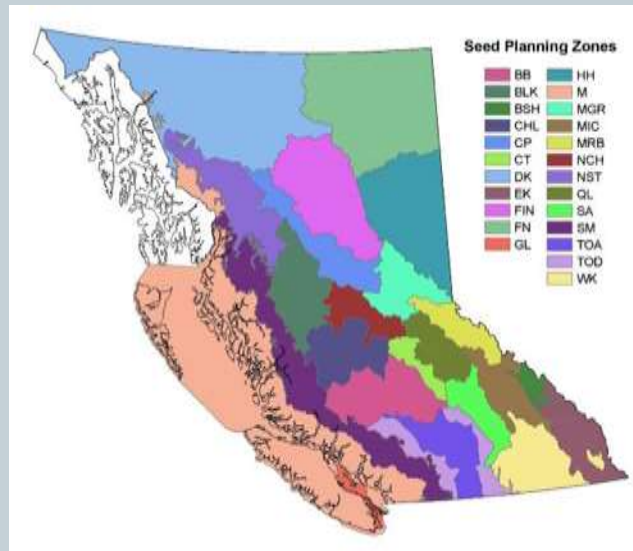 Seed Planning Zones
BB
BLK
BSH
CHL
CP
CT
DK
EK
FIN
FN
GL
HH
M
MGR
MIC
MRB
NCH
NST
QL
SA
SM
TOA
TOD
WK